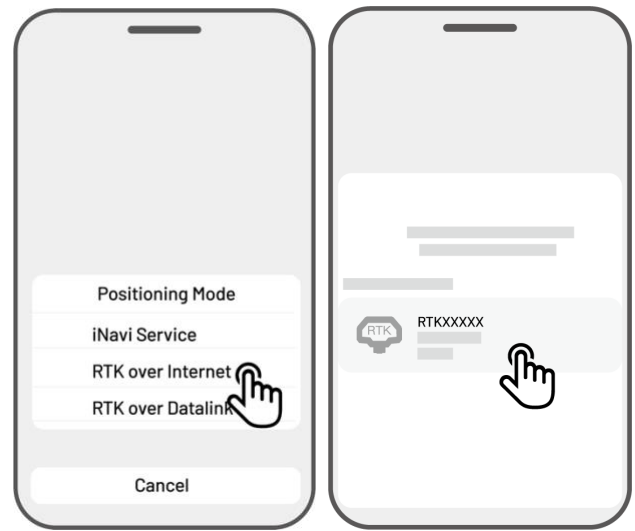 Positioning Mode
iNavi Service
RTK over Internet
RTK over Datalink
Cancel
RTKXXXXX
RTK